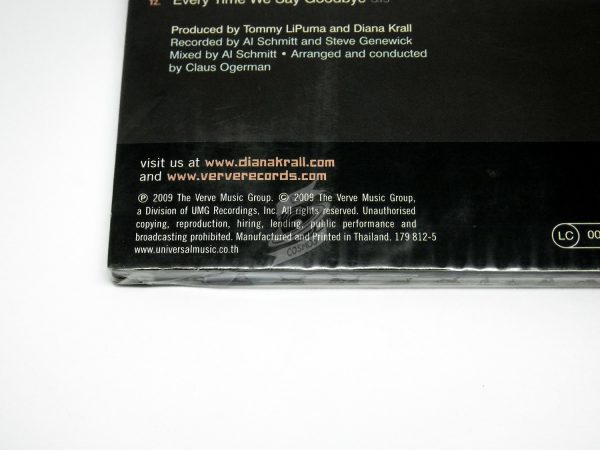 12. Every Time We Say Goodbye
Produced by Tommy LiPuma and Diana Krall
Recorded by Al Schmitt and Steve Genewick
Mixed by Al Schmitt • Arranged and conducted
by Claus Ogerman
visit us at www.dianakrall.com
and www.ververecords.com
℗ 2009 The Verve Music Group. © 2009 The Verve Music Group,
a Division of UMG Recordings, Inc. All rights reserved. Unauthorised
copying, reproduction, hiring, lending, public performance and
broadcasting prohibited. Manufactured and Printed in Thailand. 179 812-5
www.universalmusic.co.th
LC 00